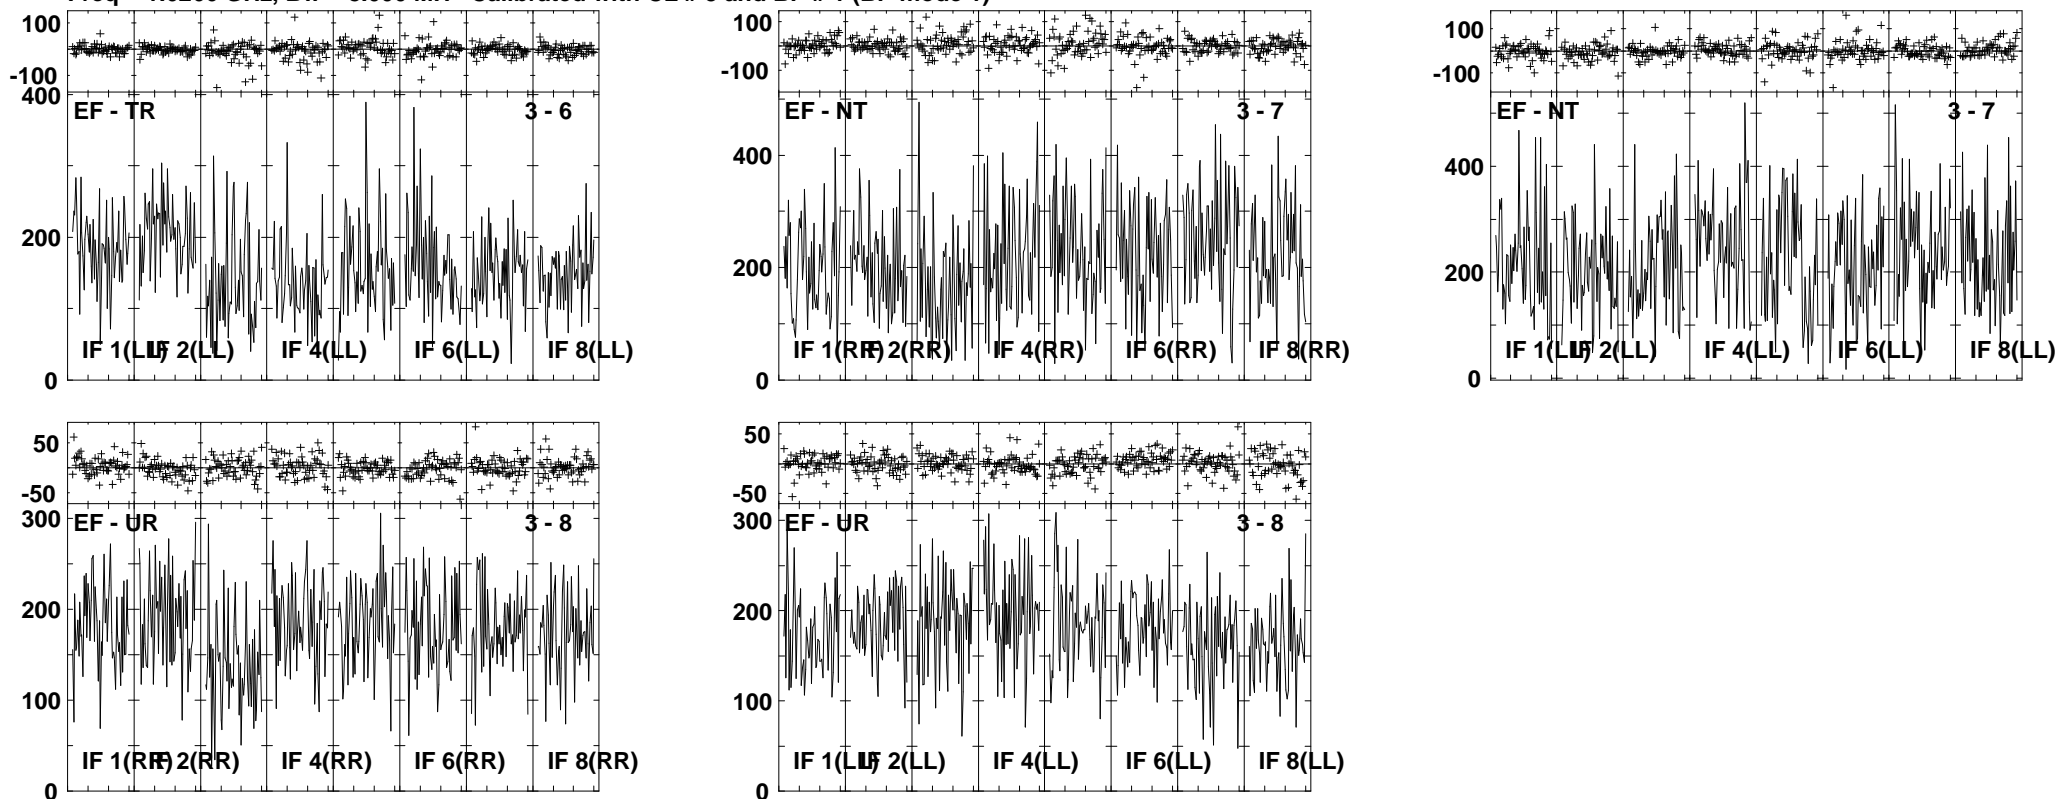 100
-100
400
EF - TR 3 - 6
200
IF 1(LL) IF 2(LL) IF 4(LL) IF 6(LL) IF 8(LL)
0
100
-100
EF - NT 3 - 7
400
200
IF 1(RR) IF 2(RR) IF 4(RR) IF 6(RR) IF 8(RR)
0
100
-100
EF - NT 3 - 7
400
200
IF 1(LL) IF 2(LL) IF 4(LL) IF 6(LL) IF 8(LL)
0
50
-50
300
EF - UR 3 - 8
200
100
IF 1(RR) IF 2(RR) IF 4(RR) IF 6(RR) IF 8(RR)
0
50
-50
300
EF - UR 3 - 8
200
100
IF 1(LL) IF 2(LL) IF 4(LL) IF 6(LL) IF 8(LL)
0